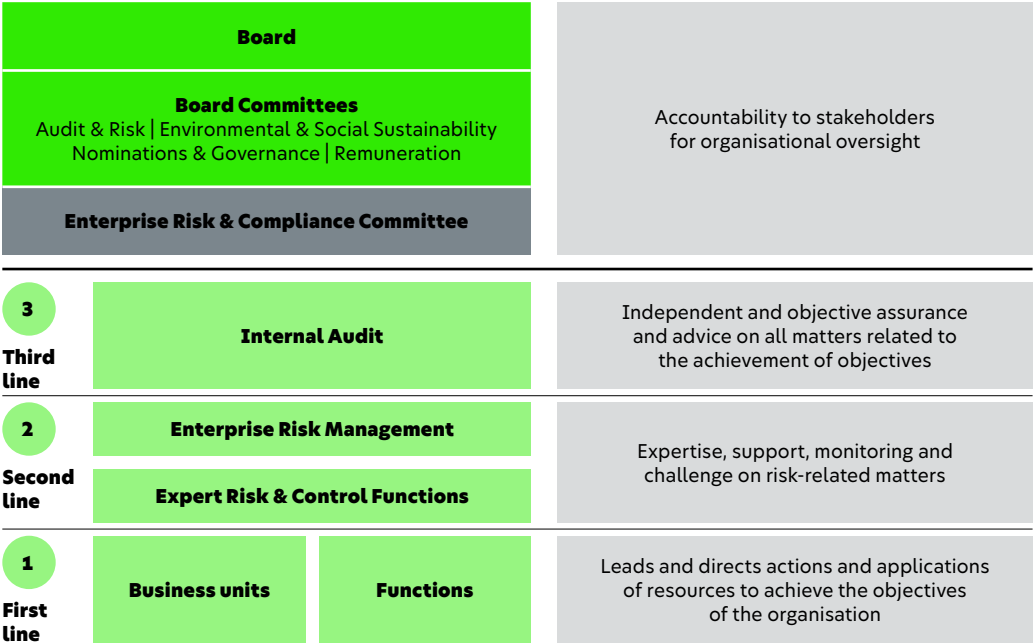 Board
Board Committees
Audit & Risk | Environmental & Social Sustainability
Nominations & Governance | Remuneration
Enterprise Risk & Compliance Committee
Accountability to stakeholders
for organisational oversight
3
Third
line
Internal Audit
Independent and objective assurance
and advice on all matters related to
the achievement of objectives
2
Second
line
Enterprise Risk Management
Expert Risk & Control Functions
Expertise, support, monitoring and
challenge on risk-related matters
1
First
line
Business units
Functions
Leads and directs actions and applications
of resources to achieve the objectives
of the organisation